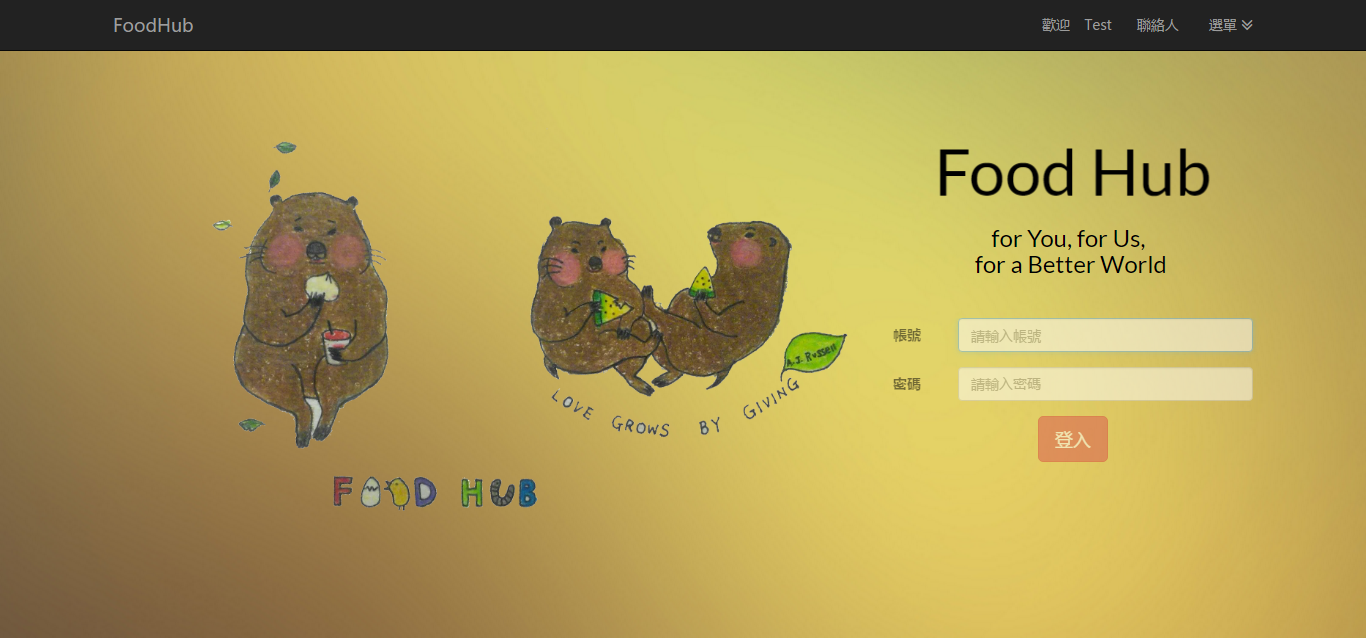 FoodHub
歡迎 Test 聯絡人 選單
Food Hub
for You, for Us,
for a Better World
A.J. Russell
LOVE GROWS BY GIVING
帳號 請輸入帳號
密碼 請輸入密碼
登入
FOOD HUB